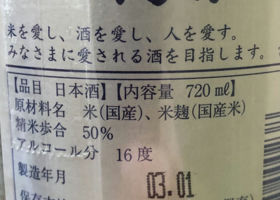 米を愛し、酒を愛し、人を愛す。
みなさまに愛される酒を目指します。
【品目 日本酒】【内容量 720㎖】
原材料名 米(国産)、米麹(国産米)
精米歩合 50%
アルコール分 16度
製造年月 03.01